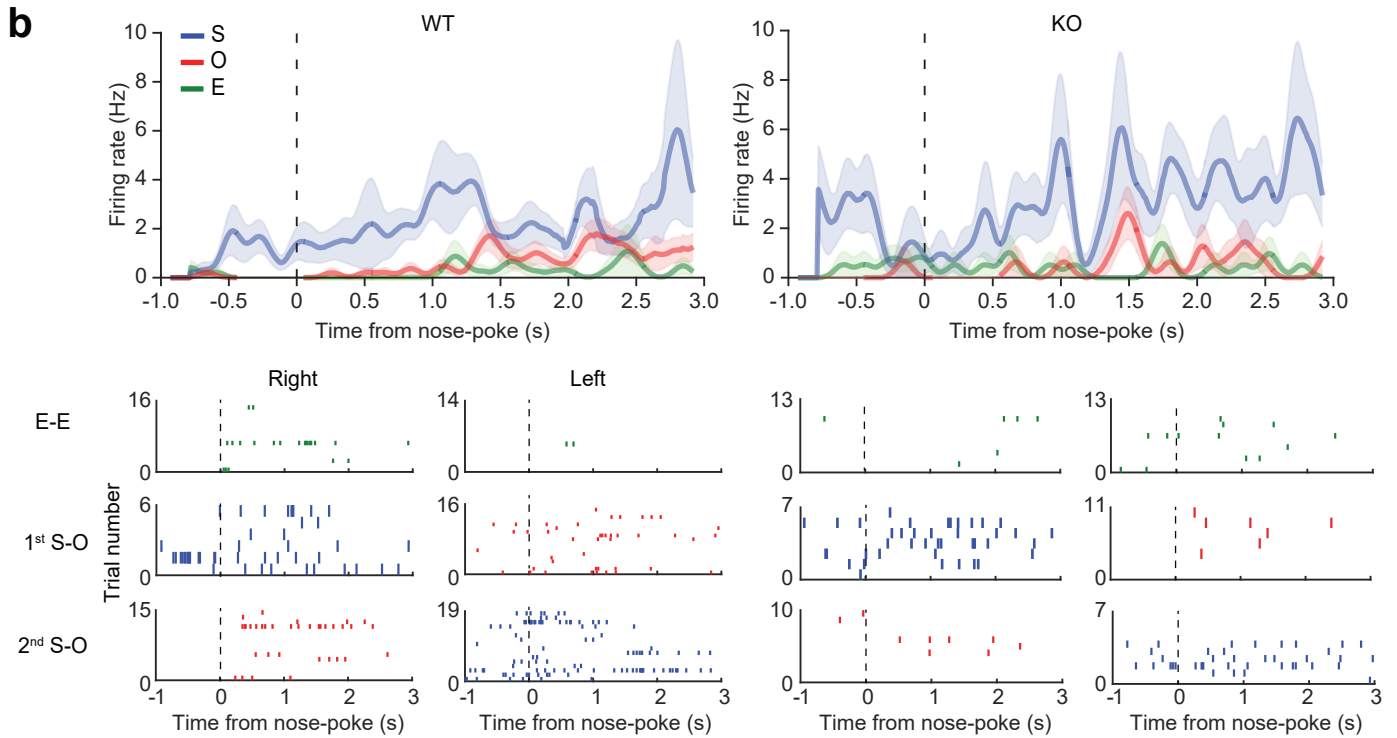 b
WT
KO
S
O
E
Firing rate (Hz)
10
8
6
4
2
0
-1.0 -0.5 0 0.5 1.0 1.5 2.0 2.5 3.0
Time from nose-poke (s)
Firing rate (Hz)
10
8
6
4
2
0
-1.0 -0.5 0 0.5 1.0 1.5 2.0 2.5 3.0
Time from nose-poke (s)
Right
Left
Trial number
E-E
16
0
14
0
13
0
13
0
1st S-O
6
0
16
0
7
0
11
0
2nd S-O
15
0
19
0
10
0
7
0
-1 0 1 2 3
-1 0 1 2 3
-1 0 1 2 3
-1 0 1 2 3
Time from nose-poke (s)
Time from nose-poke (s)
Time from nose-poke (s)
Time from nose-poke (s)